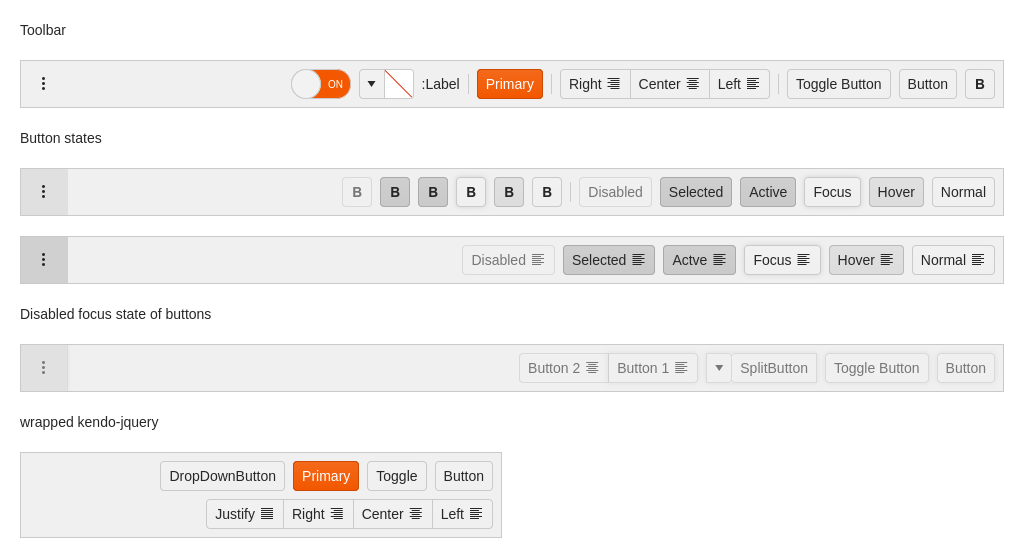 Toolbar
ON :Label Primary Right Center Left Toggle Button Button B
Button states
B B B B B B Disabled Selected Active Focus Hover Normal
Disabled Selected Actve Focus Hover Normal
Disabled focus state of buttons
Button 2 Button 1 SplitButton Toggle Button Button
wrapped kendo-jquery
DropDownButton Primary Toggle Button
Justify Right Center Left